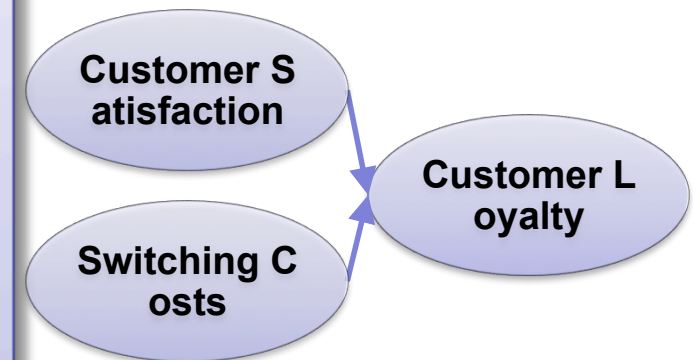 Customer S
atisfaction
Customer L
oyalty
Switching C
osts